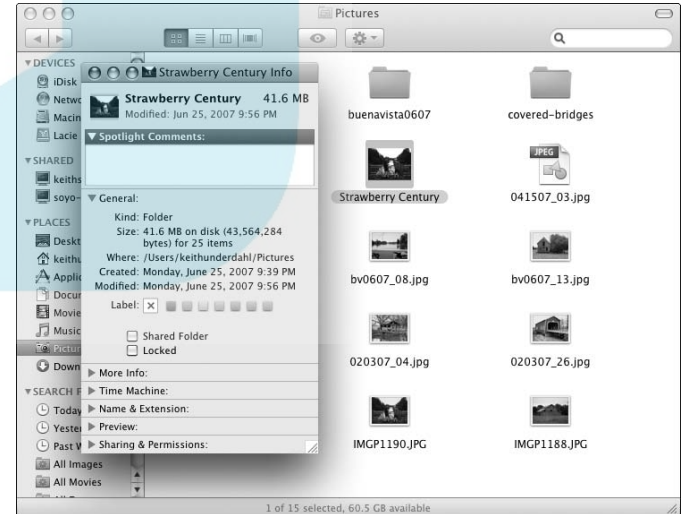 Pictures
DEVICES
iDisk
Netwo
Macin
Lacie
SHARED
keiths
soyo-
PLACES
Deskt
keithu
Applic
Docur
Movie
Music
Pictur
Down
SEARCH F
Today
Yester
Past W
All Images
All Movies
Strawberry Century Info
Strawberry Century 41.6 MB
Modified: Jun 25, 2007 9:56 PM
Spotlight Comments:
General:
Kind: Folder
Size: 41.6 MB on disk (43,564,284
bytes) for 25 items
Where: /Users/keithunderdahl/Pictures
Created: Monday, June 25, 2007 9:39 PM
Modified: Monday, June 25, 2007 9:56 PM
Label:
Shared Folder
Locked
More Info:
Time Machine:
Name & Extension:
Preview:
Sharing & Permissions:
buenavista0607 covered-bridges
JPEG
Strawberry Century 041507_03.jpg
bv0607_08.jpg bv0607_13.jpg
020307_04.jpg 020307_26.jpg
IMGP1190.JPG IMGP1188.JPG
1 of 15 selected, 60.5 GB available